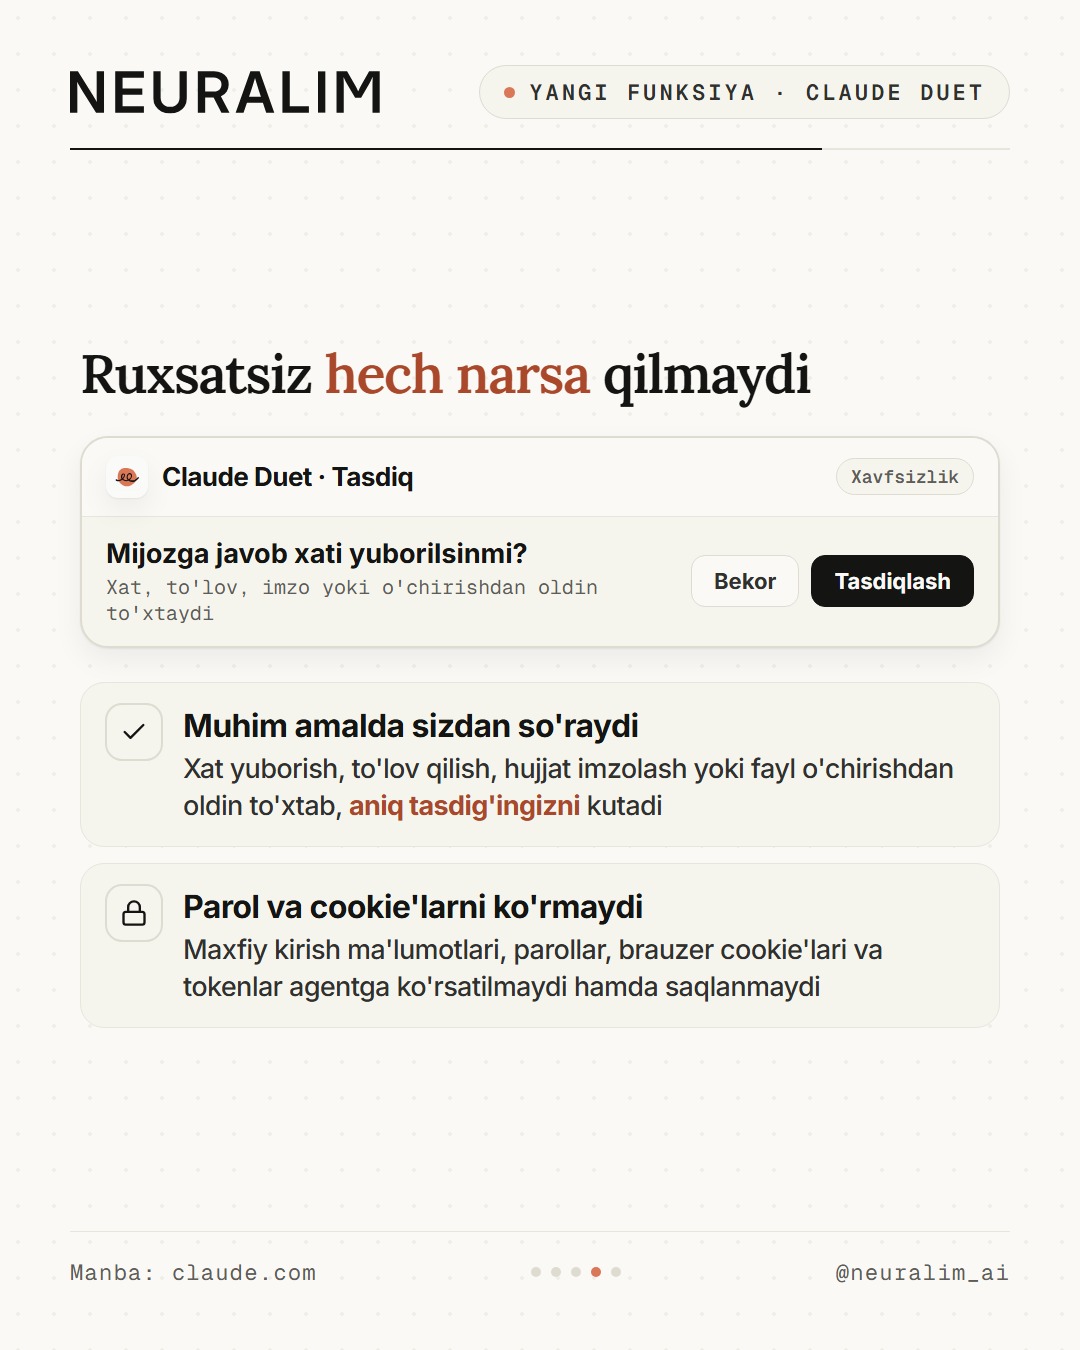 NEURALIM
YANGI FUNKSIYA · CLAUDE DUET
Ruxsatsiz hech narsa qilmaydi
Claude Duet · Tasdiq
Xavfsizlik
Mijozga javob xati yuborilsinmi?
Xat, to'lov, imzo yoki o'chirishdan oldin
to'xtaydi
Bekor
Tasdiqlash
Muhim amalda sizdan so'raydi
Xat yuborish, to'lov qilish, hujjat imzolash yoki fayl o'chirishdan
oldin to'xtab, aniq tasdig'ingizni kutadi
Parol va cookie'larni ko'rmaydi
Maxfiy kirish ma'lumotlari, parollar, brauzer cookie'lari va
tokenlar agentga ko'rsatilmaydi hamda saqlanmaydi
Manba: claude.com
@neuralim_ai